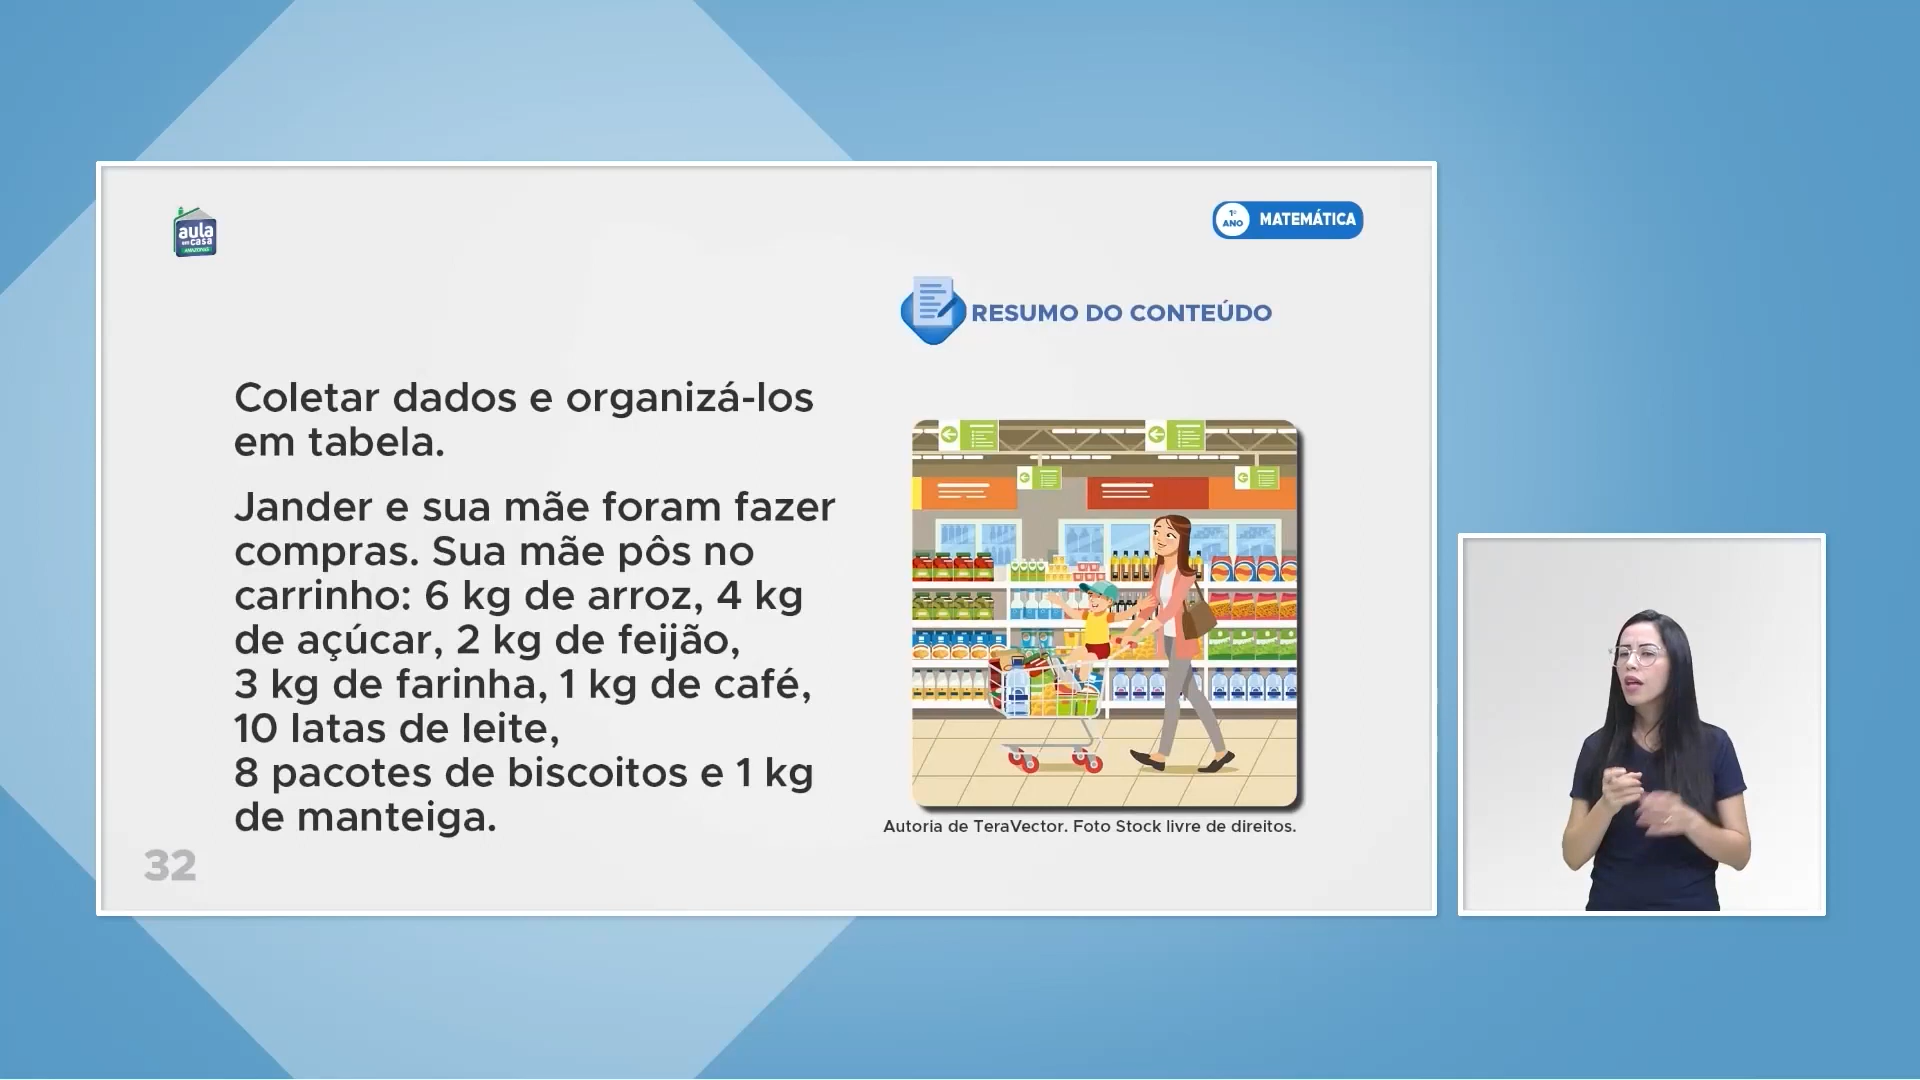 aula
em casa
AMAZONAS
1º
ANO
MATEMÁTICA
RESUMO DO CONTEÚDO
Coletar dados e organizá-los
em tabela.
Jander e sua mãe foram fazer
compras. Sua mãe pôs no
carrinho: 6 kg de arroz, 4 kg
de açúcar, 2 kg de feijão,
3 kg de farinha, 1 kg de café,
10 latas de leite,
8 pacotes de biscoitos e 1 kg
de manteiga.
Autoria de TeraVector. Foto Stock livre de direitos.
32